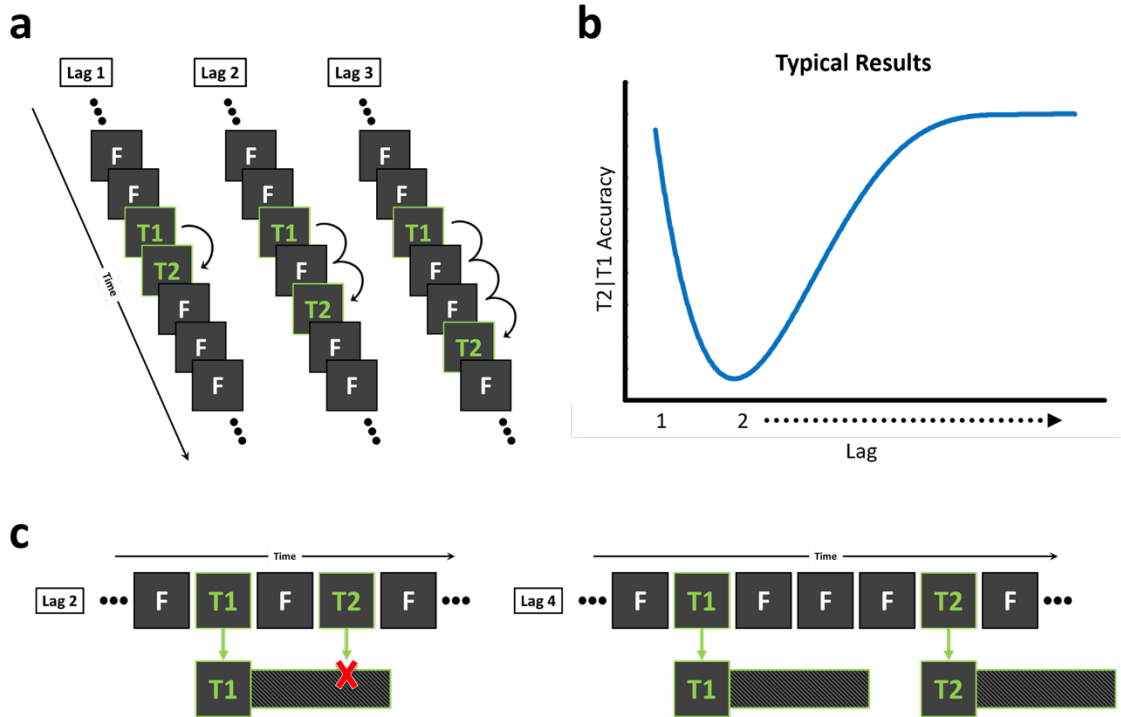 a
Lag 1 Lag 2 Lag 3
F F F
F F F
T1 T1 T1
T2 F F
F T2 F
F F T2
F F F
Time
b
Typical Results
T2|T1 Accuracy
1 2
Lag
c
Time
Lag 2 F T1 F T2 F
T1 X
Time
Lag 4 F T1 F F F T2 F
T1 T2